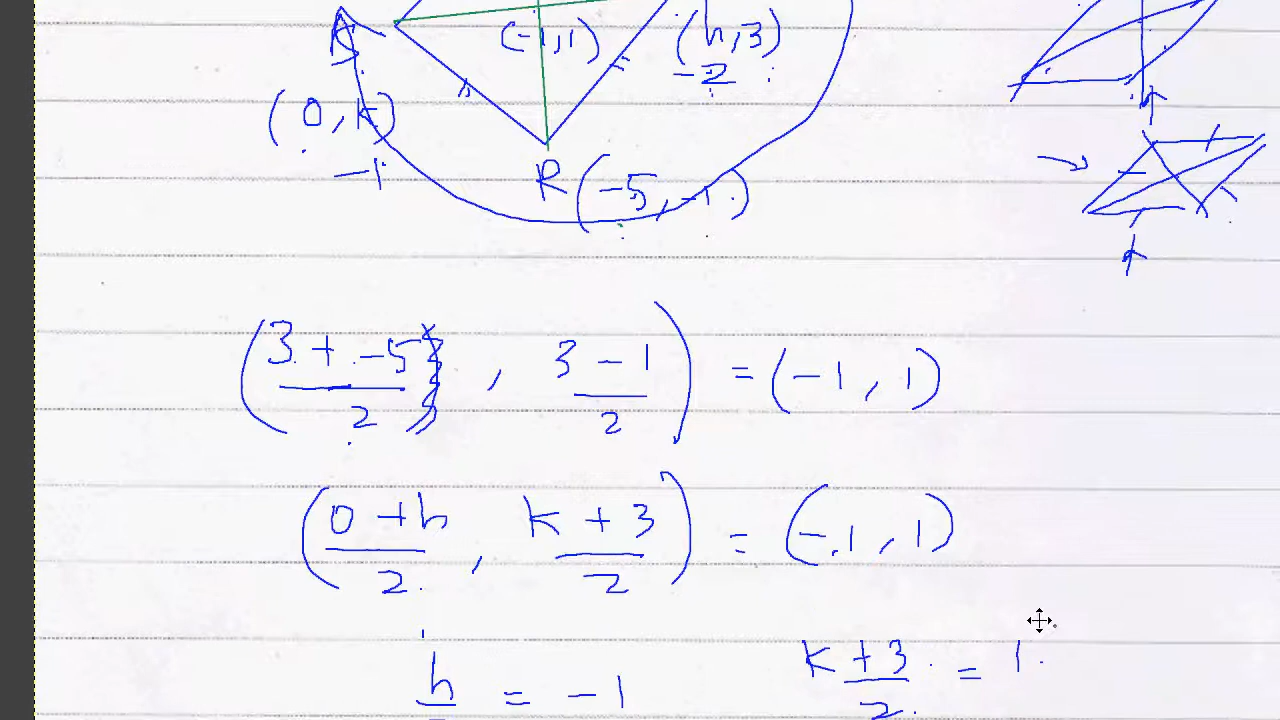 (-1,1) = (h,3)
-2
(0,k)
-1
R(-5,-1)
(3+-5/2, 3-1/2) = (-1,1)
(0+h/2, k+3/2) = (-1,1)
h = -1 k+3/2 = 1